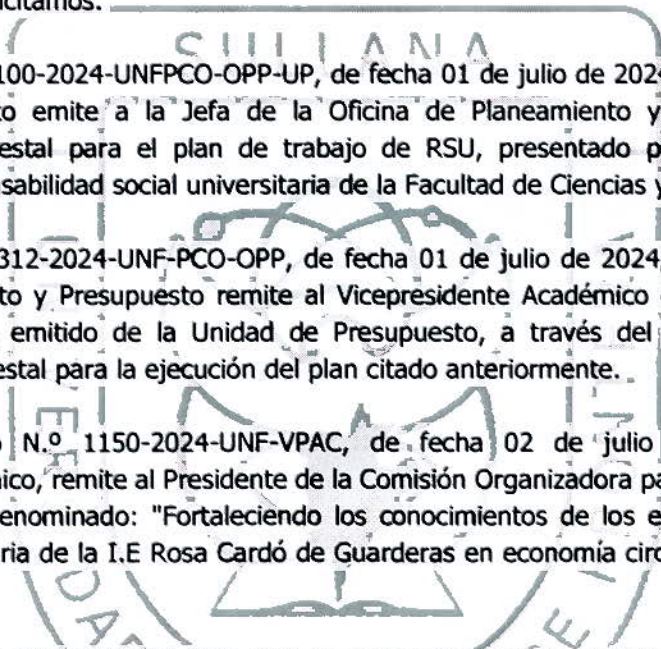 icitamos.
SULLANA
100-2024-UNFPCO-OPP-UP, de fecha 01 de julio de 2024
to emite a la Jefa de la Oficina de Planeamiento y
estal para el plan de trabajo de RSU, presentado p
sabilidad social universitaria de la Facultad de Ciencias y
312-2024-UNF-PCO-OPP, de fecha 01 de julio de 2024,
to y Presupuesto remite al Vicepresidente Académico
emitido de la Unidad de Presupuesto, a través del
estal para la ejecución del plan citado anteriormente.
N.º 1150-2024-UNF-VPAC, de fecha 02 de julio
nico, remite al Presidente de la Comisión Organizadora pa
enominado: "Fortaleciendo los conocimientos de los e
ria de la I.E Rosa Cardó de Guarderas en economía circ